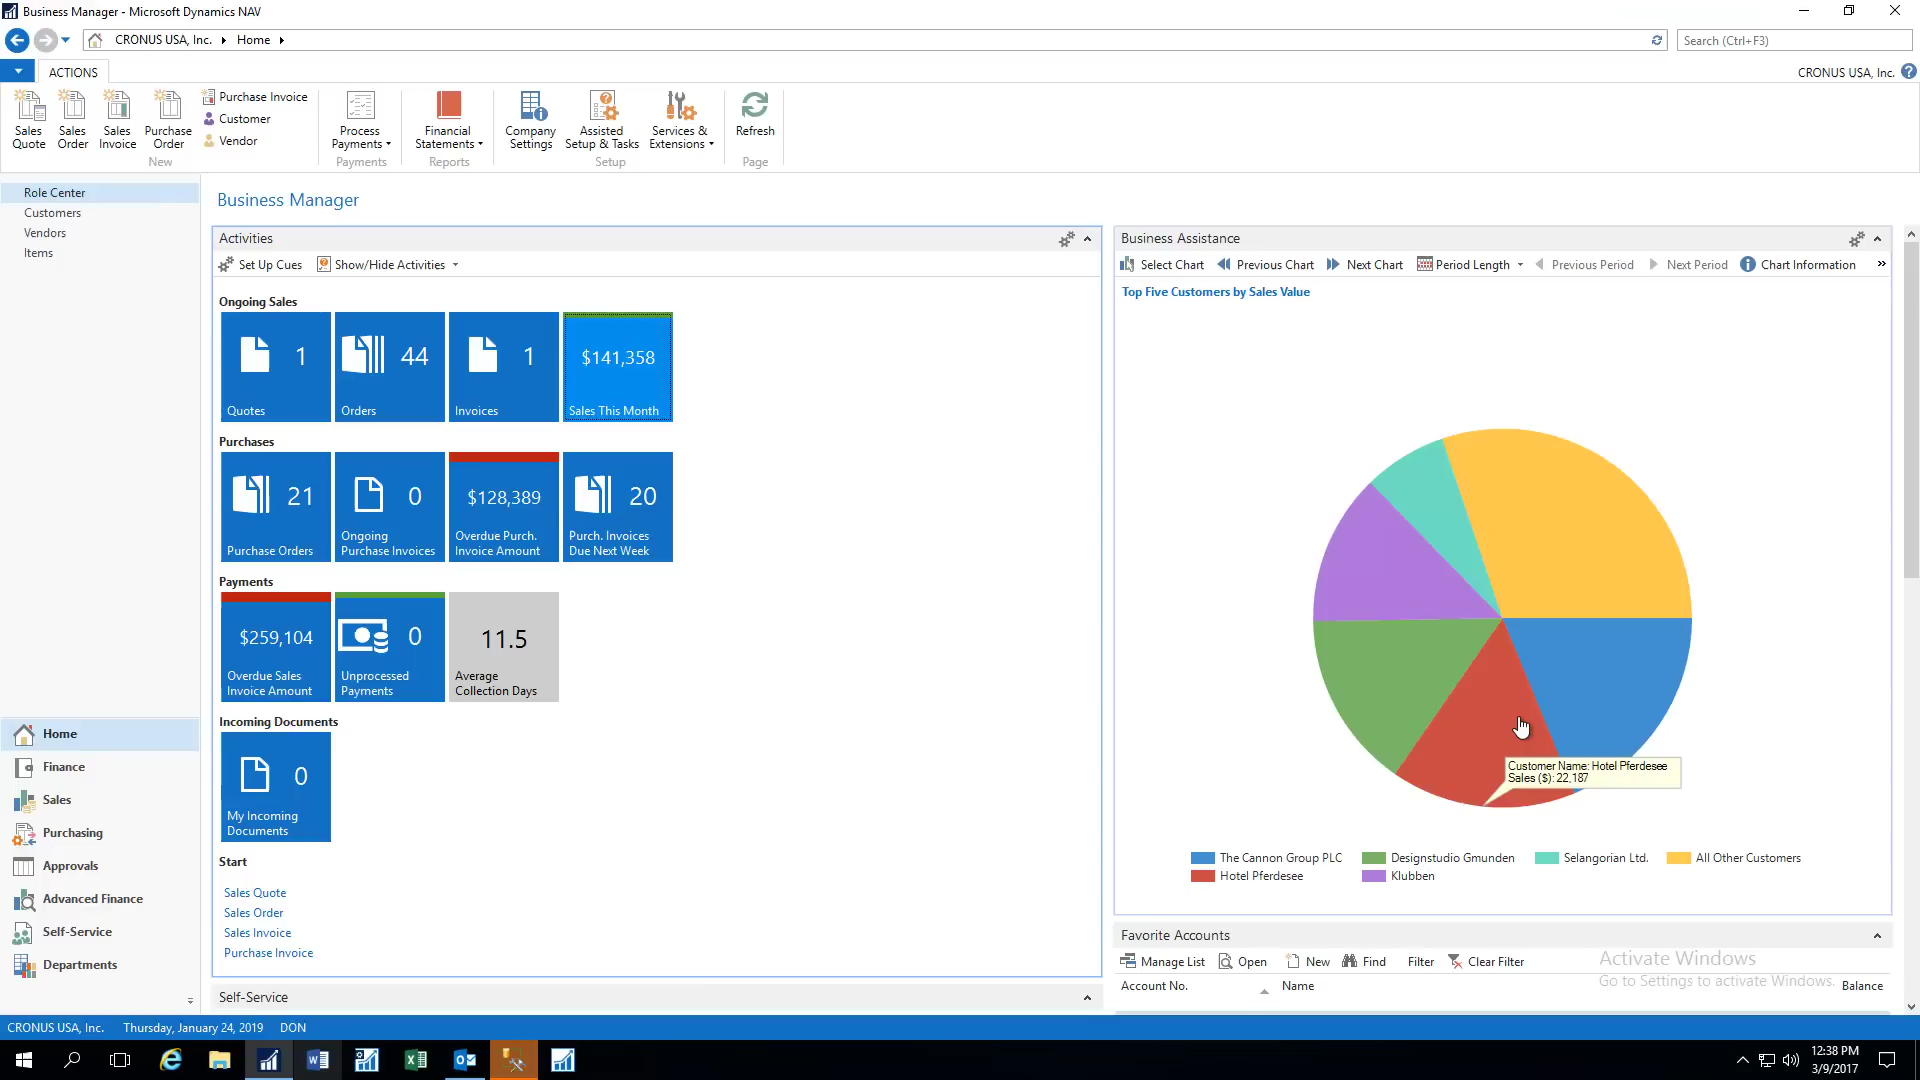 Business Manager - Microsoft Dynamics NAV
CRONUS USA, Inc. Home
Search (Ctrl+F3)
ACTIONS
CRONUS USA, Inc.
Sales Quote
Sales Order
Sales Invoice
Purchase Order
Purchase Invoice
Customer
Vendor
New
Process Payments
Payments
Financial Statements
Reports
Company Settings
Assisted Setup & Tasks
Services & Extensions
Setup
Refresh
Page
Role Center
Customers
Vendors
Items
Home
Finance
Sales
Purchasing
Approvals
Advanced Finance
Self-Service
Departments
Business Manager
Activities
Set Up Cues Show/Hide Activities
Ongoing Sales
1
Quotes
44
Orders
1
Invoices
$141,358
Sales This Month
Purchases
21
Purchase Orders
0
Ongoing
Purchase Invoices
$128,389
Overdue Purch.
Invoice Amount
20
Purch. Invoices
Due Next Week
Payments
$259,104
Overdue Sales
Invoice Amount
0
Unprocessed
Payments
11.5
Average
Collection Days
Incoming Documents
0
My Incoming
Documents
Start
Sales Quote
Sales Order
Sales Invoice
Purchase Invoice
Self-Service
Business Assistance
Select Chart Previous Chart Next Chart Period Length Previous Period Next Period Chart Information »
Top Five Customers by Sales Value
Customer Name: Hotel Pferdesee
Sales ($): 22,187
The Cannon Group PLC Designstudio Gmunden Selangorian Ltd. All Other Customers
Hotel Pferdesee Klubben
Favorite Accounts
Manage List Open New Find Filter Clear Filter
Account No. Name Balance
Activate Windows
Go to Settings to activate Windows.
CRONUS USA, Inc. Thursday, January 24, 2019 DON
12:38 PM
3/9/2017